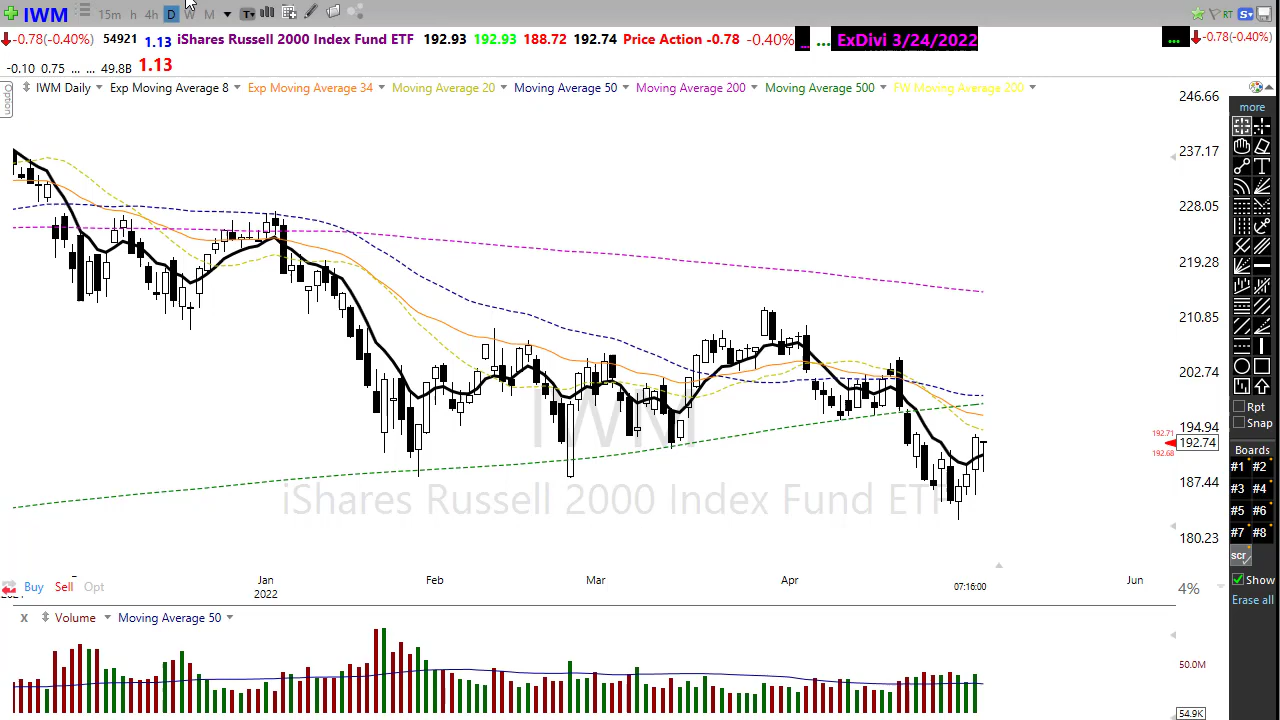 IWM 15m h 4h D W M T RT S
-0.78(-0.40%) 54921 1.13 iShares Russell 2000 Index Fund ETF 192.93 192.93 188.72 192.74 Price Action -0.78 -0.40% ... ... ExDivi 3/24/2022 ... -0.78(-0.40%)
-0.10 0.75 ... ... 49.8B 1.13
Option IWM Daily Exp Moving Average 8 Exp Moving Average 34 Moving Average 20 Moving Average 50 Moving Average 200 Moving Average 500 FW Moving Average 200
246.66
more
237.17
228.05
219.28
210.85
202.74
Rpt
Snap
194.94
192.71
192.74
192.68
IWM
Boards
#1 #2
187.44
#3 #4
iShares Russell 2000 Index Fund ETF
#5 #6
#7 #8
180.23
scr
Show
Jan Feb Mar Apr Jun
Buy Sell Opt 2022 07:16:00 4%
Erase all
X Volume Moving Average 50
50.0M
54.9K